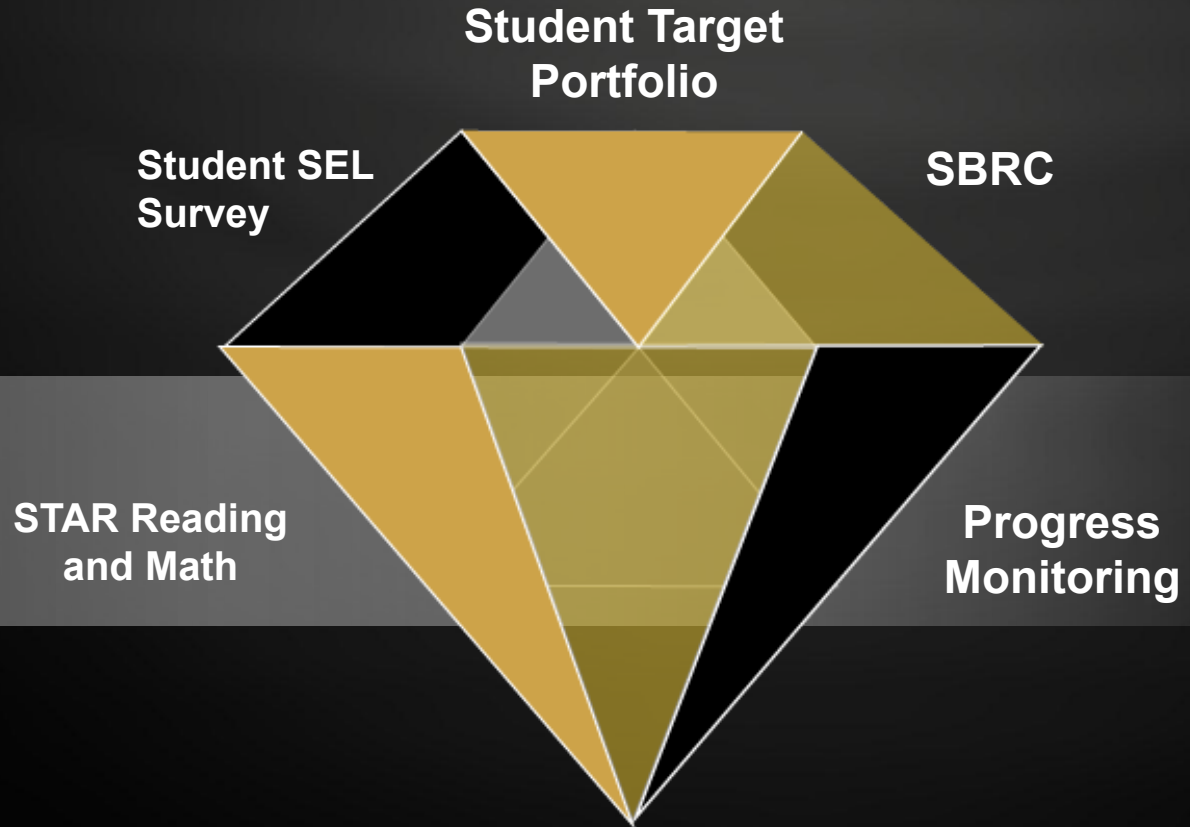 Student Target
Portfolio
Student SEL
Survey
SBRC
STAR Reading
and Math
Progress
Monitoring